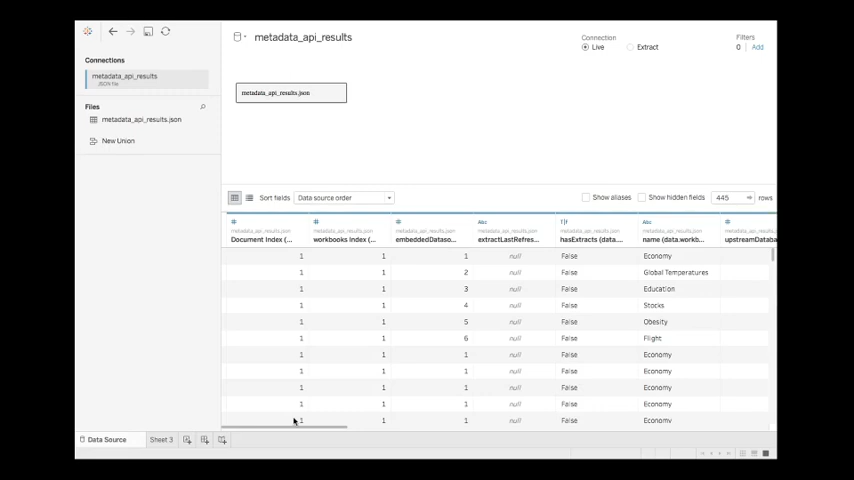 metadata_api_results
Connection
Live
Extract
Filters
0
Add
Connections
metadata_api_results
JSON file
Files
metadata_api_results.json
New Union
metadata_api_results.json
Sort fields
Data source order
Show aliases
Show hidden fields
445
rows
# # # Abc T|F Abc #
metadata_api_results.json metadata_api_results.json metadata_api_results.json metadata_api_results.json metadata_api_results.json metadata_api_results.json metadata_api_results.json
Document Index (... workbooks Index (... embeddedDataso... extractLastRefres... hasExtracts (data.... name (data.workb... upstreamDataba
1 1 1 null False Economy
1 1 2 null False Global Temperatures
1 1 3 null False Education
1 1 4 null False Stocks
1 1 5 null False Obesity
1 1 6 null False Flight
1 1 1 null False Economy
1 1 1 null False Economy
1 1 1 null False Economy
1 1 1 null False Economy
1 1 1 null False Economy
Data Source
Sheet 3